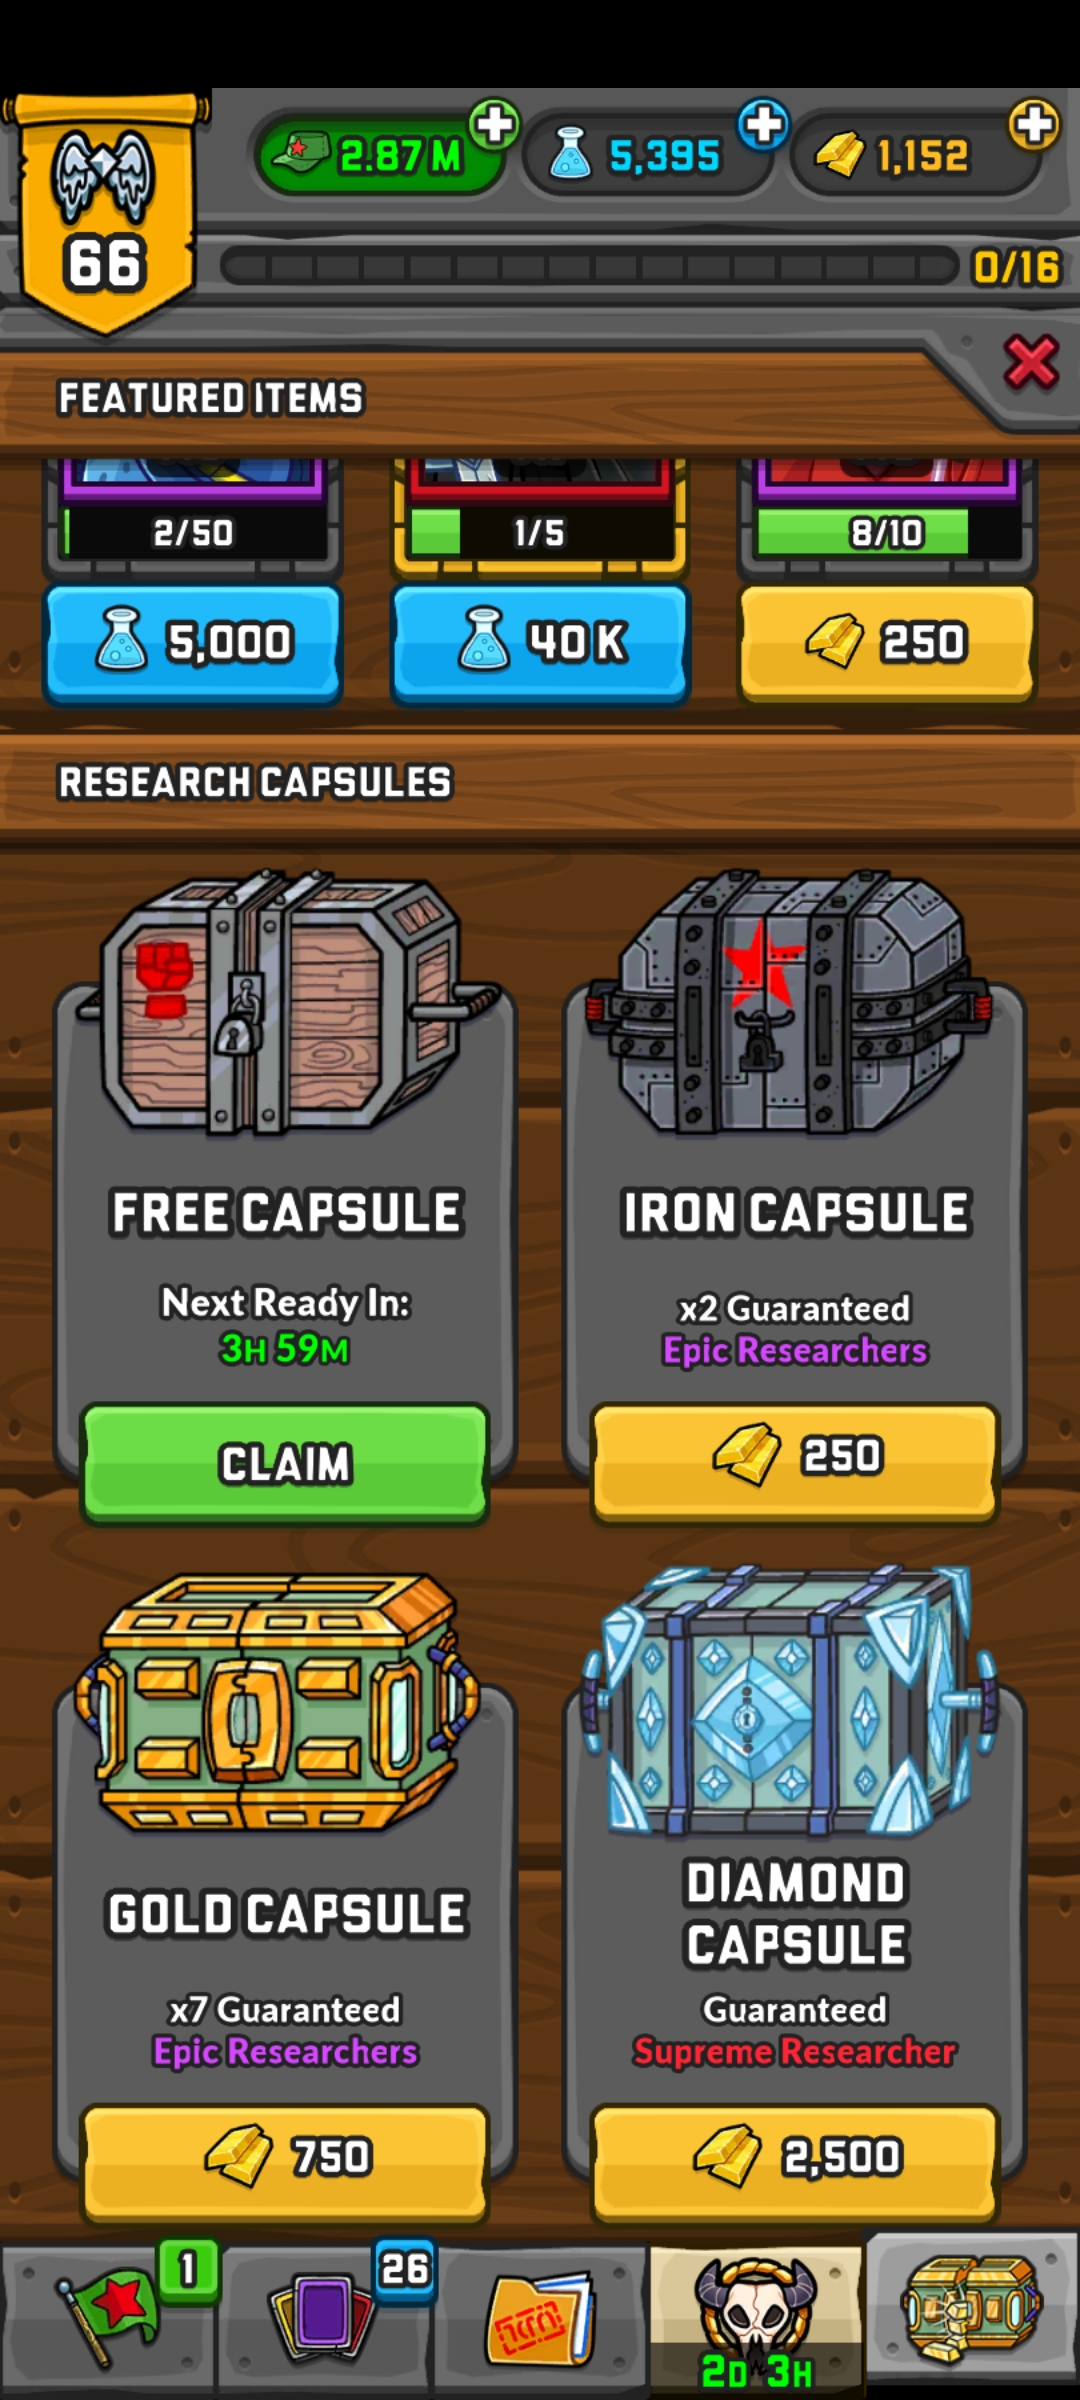 2.87M
5,395
1,152
66
0/16
FEATURED ITEMS
2/50
1/5
8/10
5,000
40K
250
RESEARCH CAPSULES
FREE CAPSULE
Next Ready In:
3H 59M
CLAIM
IRON CAPSULE
x2 Guaranteed
Epic Researchers
250
GOLD CAPSULE
x7 Guaranteed
Epic Researchers
750
DIAMOND
CAPSULE
Guaranteed
Supreme Researcher
2,500
1
26
2D 3H